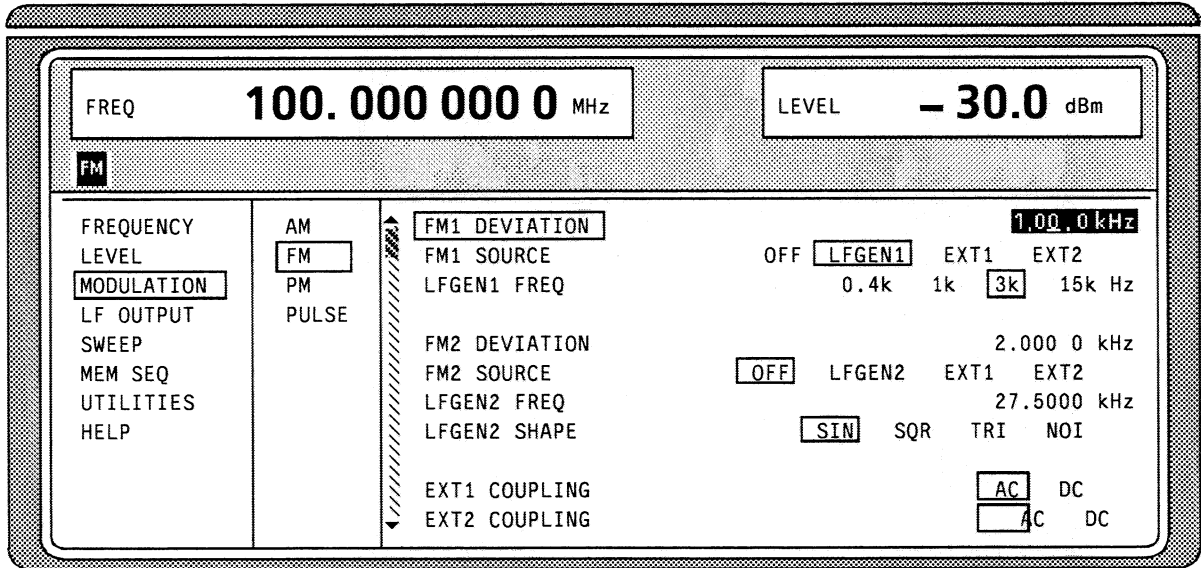 FREQ 100. 000 000 0 MHz
LEVEL – 30.0 dBm
FM
FREQUENCY
LEVEL
MODULATION
LF OUTPUT
SWEEP
MEM SEQ
UTILITIES
HELP
AM
FM
PM
PULSE
FM1 DEVIATION 1.00.0 kHz
FM1 SOURCE OFF LFGEN1 EXT1 EXT2
LFGEN1 FREQ 0.4k 1k 3k 15k Hz
FM2 DEVIATION 2.000 0 kHz
FM2 SOURCE OFF LFGEN2 EXT1 EXT2
LFGEN2 FREQ 27.5000 kHz
LFGEN2 SHAPE SIN SQR TRI NOI
EXT1 COUPLING AC DC
EXT2 COUPLING AC DC